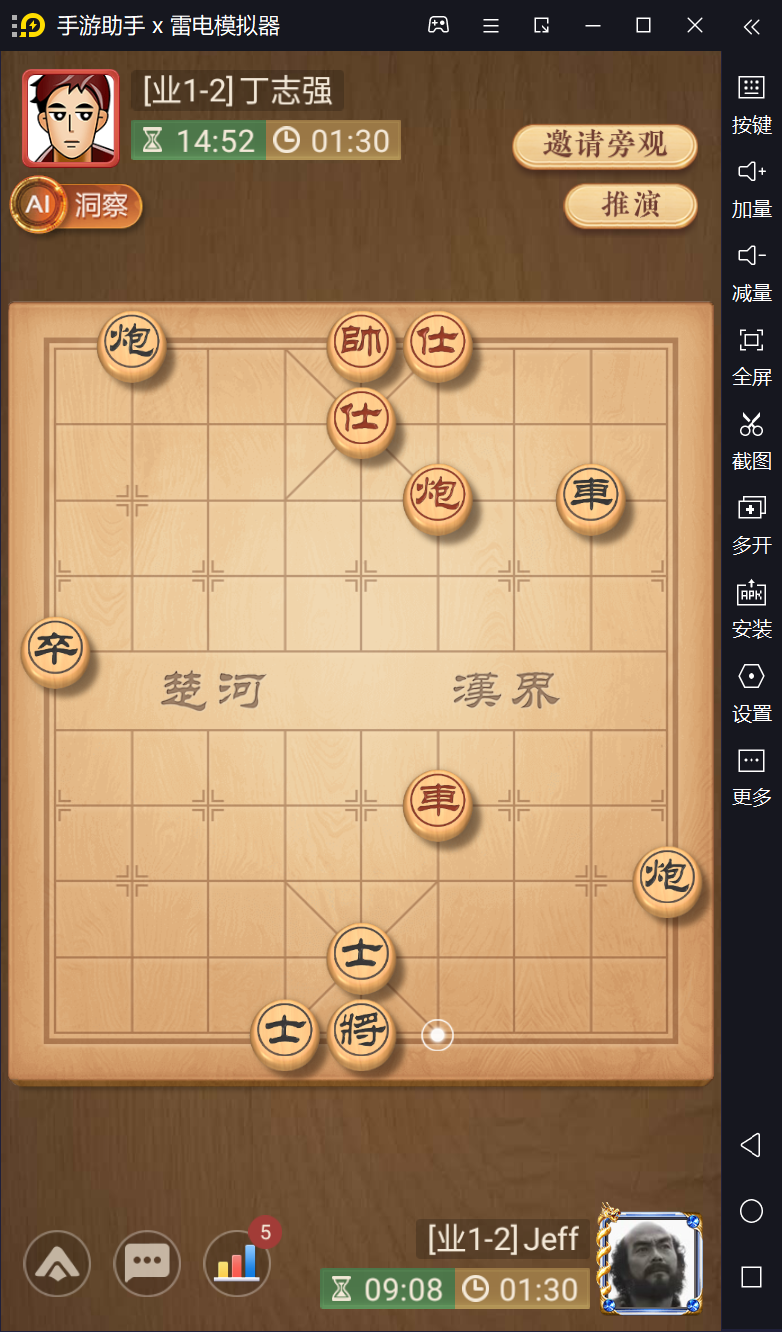 手游助手 x 雷电模拟器
按键
加量
减量
全屏
截图
多开
APK
安装
设置
更多
[业1-2]丁志强
14:52 01:30
邀请旁观
AI 洞察
推演
炮 帥 仕
仕
炮 車
卒
楚河 漢界
車
炮
士
士 將
5
[业1-2]Jeff
09:08 01:30